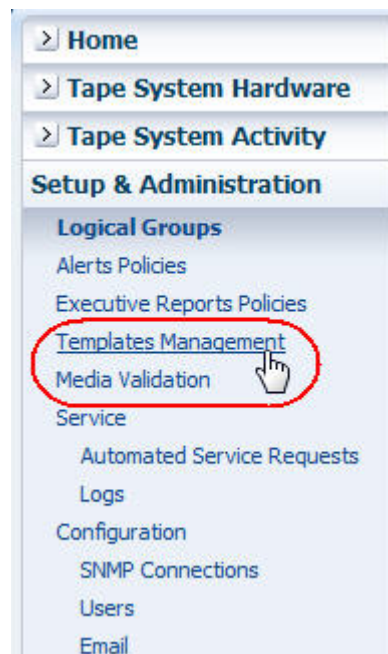 Home
Tape System Hardware
Tape System Activity
Setup & Administration
Logical Groups
Alerts Policies
Executive Reports Policies
Templates Management
Media Validation
Service
Automated Service Requests
Logs
Configuration
SNMP Connections
Users
Email